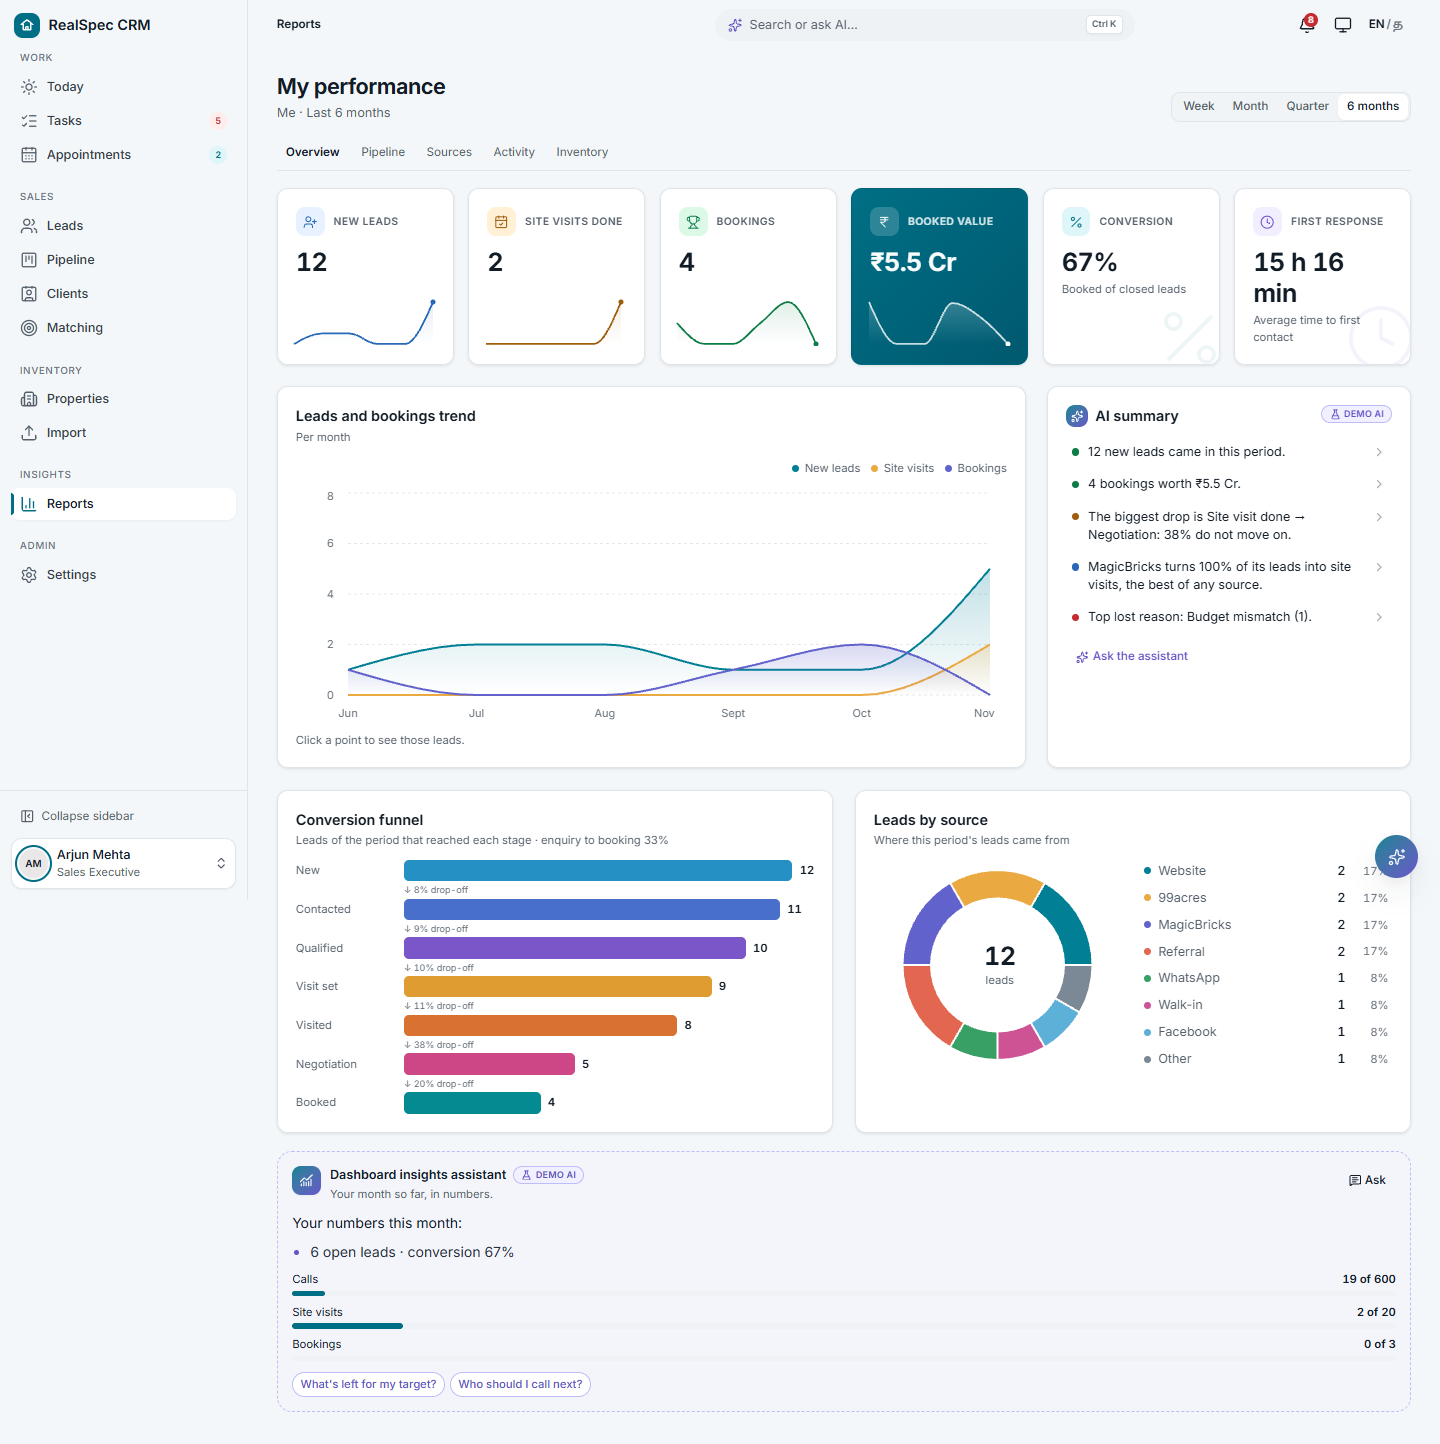 RealSpec CRM
WORK
Today
Tasks 5
Appointments 2
SALES
Leads
Pipeline
Clients
Matching
INVENTORY
Properties
Import
INSIGHTS
Reports
ADMIN
Settings
Collapse sidebar
AM
Arjun Mehta
Sales Executive
Reports
Search or ask AI...
Ctrl K
8
EN / த
My performance
Me · Last 6 months
Week Month Quarter 6 months
Overview Pipeline Sources Activity Inventory
NEW LEADS
12
SITE VISITS DONE
2
BOOKINGS
4
₹ BOOKED VALUE
₹5.5 Cr
% CONVERSION
67%
Booked of closed leads
FIRST RESPONSE
15 h 16
min
Average time to first
contact
Leads and bookings trend
Per month
New leads Site visits Bookings
8
6
4
2
0
Jun Jul Aug Sept Oct Nov
Click a point to see those leads.
AI summary
DEMO AI
12 new leads came in this period.
4 bookings worth ₹5.5 Cr.
The biggest drop is Site visit done →
Negotiation: 38% do not move on.
MagicBricks turns 100% of its leads into site
visits, the best of any source.
Top lost reason: Budget mismatch (1).
Ask the assistant
Conversion funnel
Leads of the period that reached each stage · enquiry to booking 33%
New 12
↓ 8% drop-off
Contacted 11
↓ 9% drop-off
Qualified 10
↓ 10% drop-off
Visit set 9
↓ 11% drop-off
Visited 8
↓ 38% drop-off
Negotiation 5
↓ 20% drop-off
Booked 4
Leads by source
Where this period's leads came from
12
leads
Website 2 17
99acres 2 17%
MagicBricks 2 17%
Referral 2 17%
WhatsApp 1 8%
Walk-in 1 8%
Facebook 1 8%
Other 1 8%
Dashboard insights assistant
DEMO AI
Your month so far, in numbers.
Ask
Your numbers this month:
• 6 open leads · conversion 67%
Calls 19 of 600
Site visits 2 of 20
Bookings 0 of 3
What's left for my target?
Who should I call next?